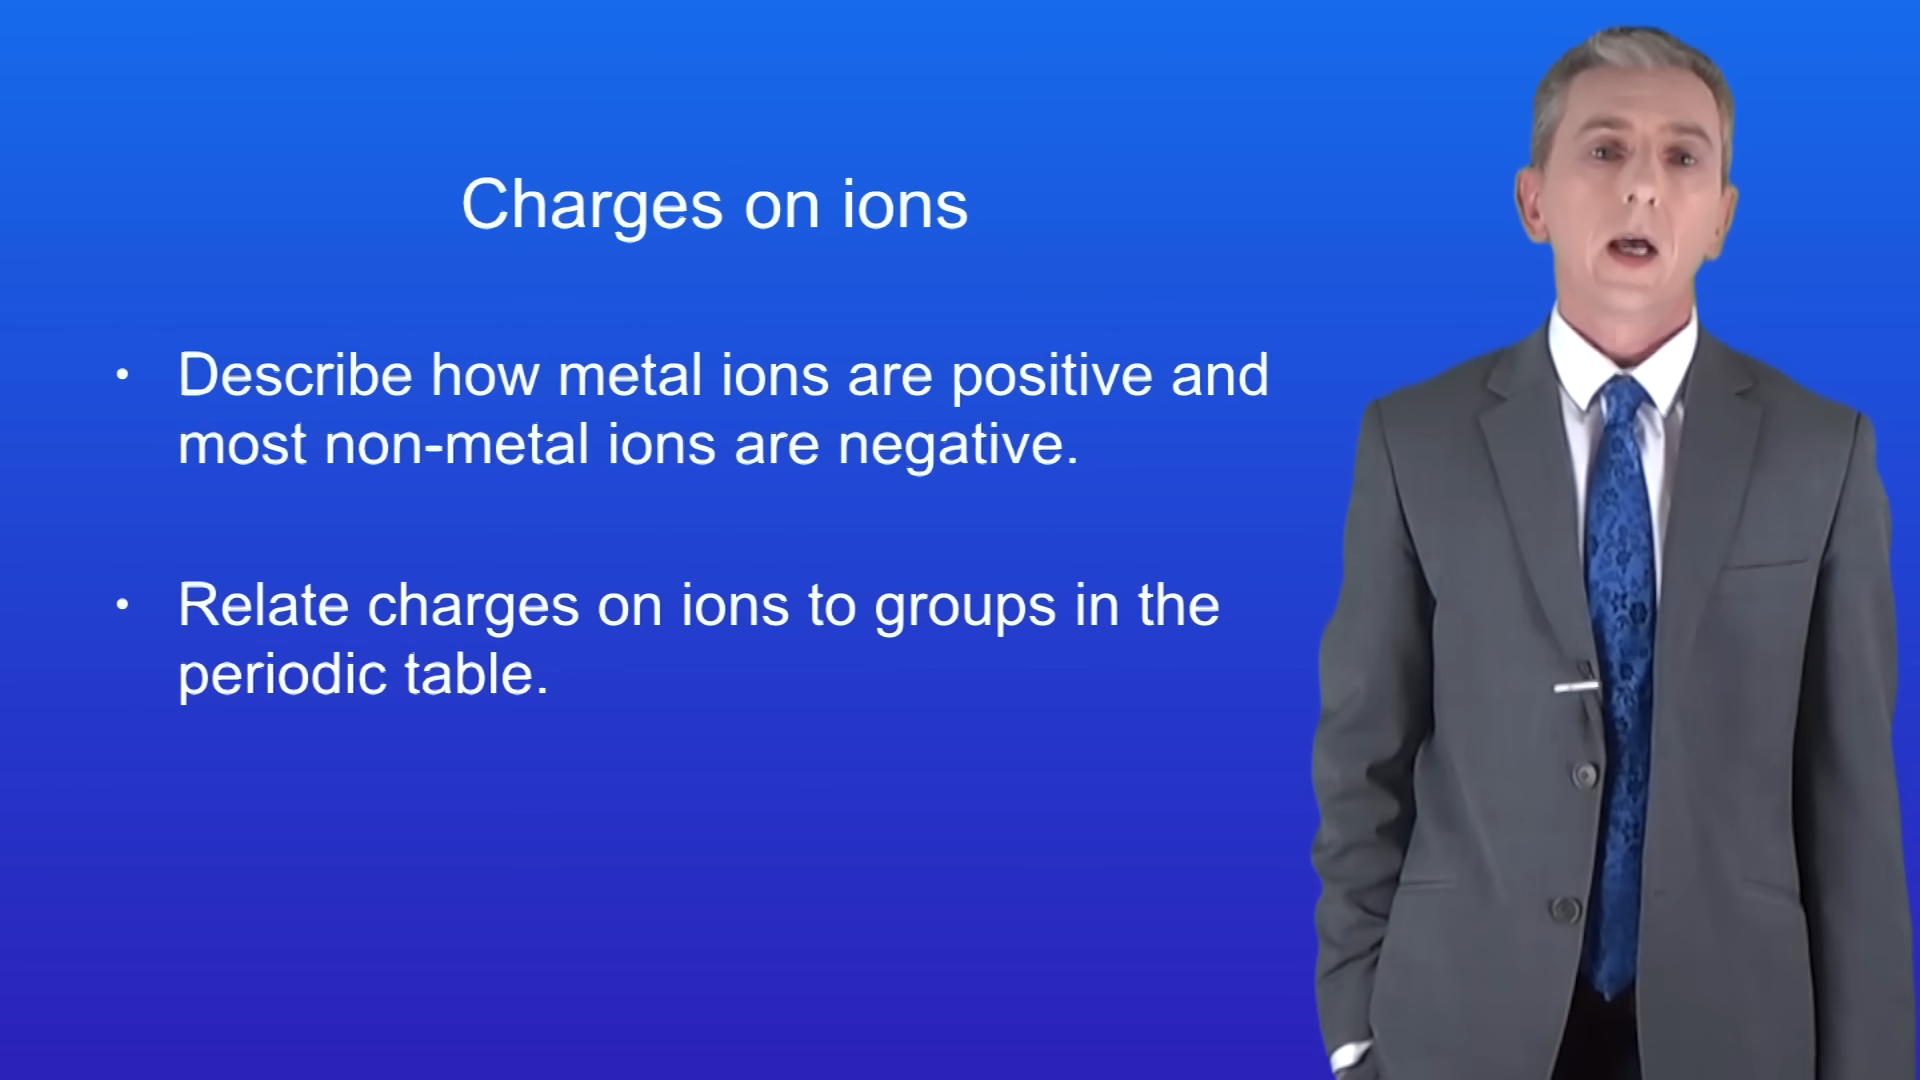 Charges on ions
• Describe how metal ions are positive and
most non-metal ions are negative.
• Relate charges on ions to groups in the
periodic table.